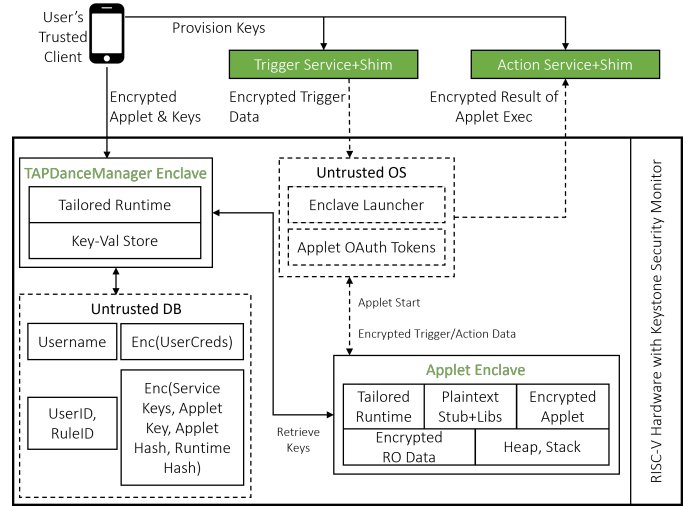 User's
Trusted
Client
Provision Keys
Trigger Service+Shim
Action Service+Shim
Encrypted
Applet & Keys
Encrypted Trigger
Data
Encrypted Result of
Applet Exec
TAPDanceManager Enclave
Tailored Runtime
Key-Val Store
Untrusted OS
Enclave Launcher
Applet OAuth Tokens
Untrusted DB
Username
Enc(UserCreds)
UserID,
RuleID
Enc(Service
Keys, Applet
Key, Applet
Hash, Runtime
Hash)
Applet Start
Encrypted Trigger/Action Data
Retrieve
Keys
Applet Enclave
Tailored
Runtime
Plaintext
Stub+Libs
Encrypted
Applet
Encrypted
RO Data
Heap, Stack
RISC-V Hardware with Keystone Security Monitor